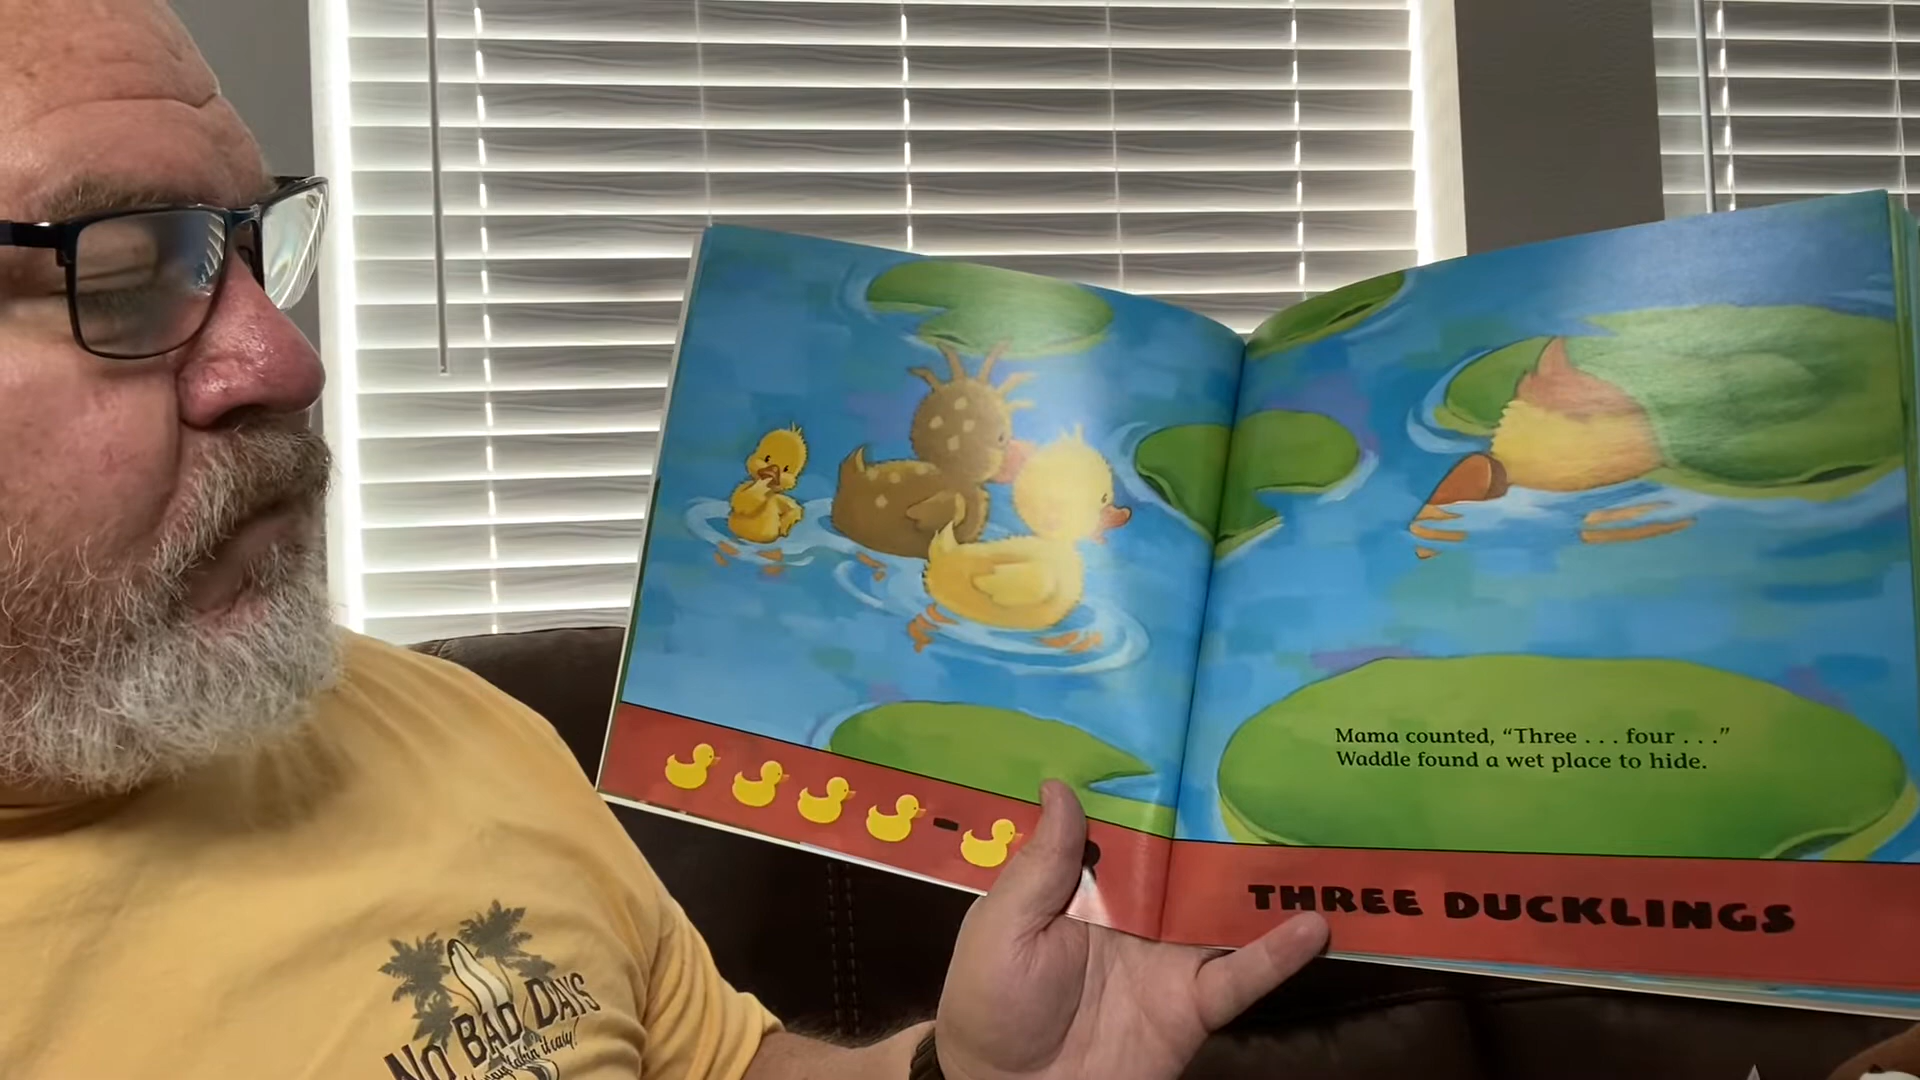 Mama counted, “Three . . . four . . .”
Waddle found a wet place to hide.
THREE DUCKLINGS
NO BAD DAYS